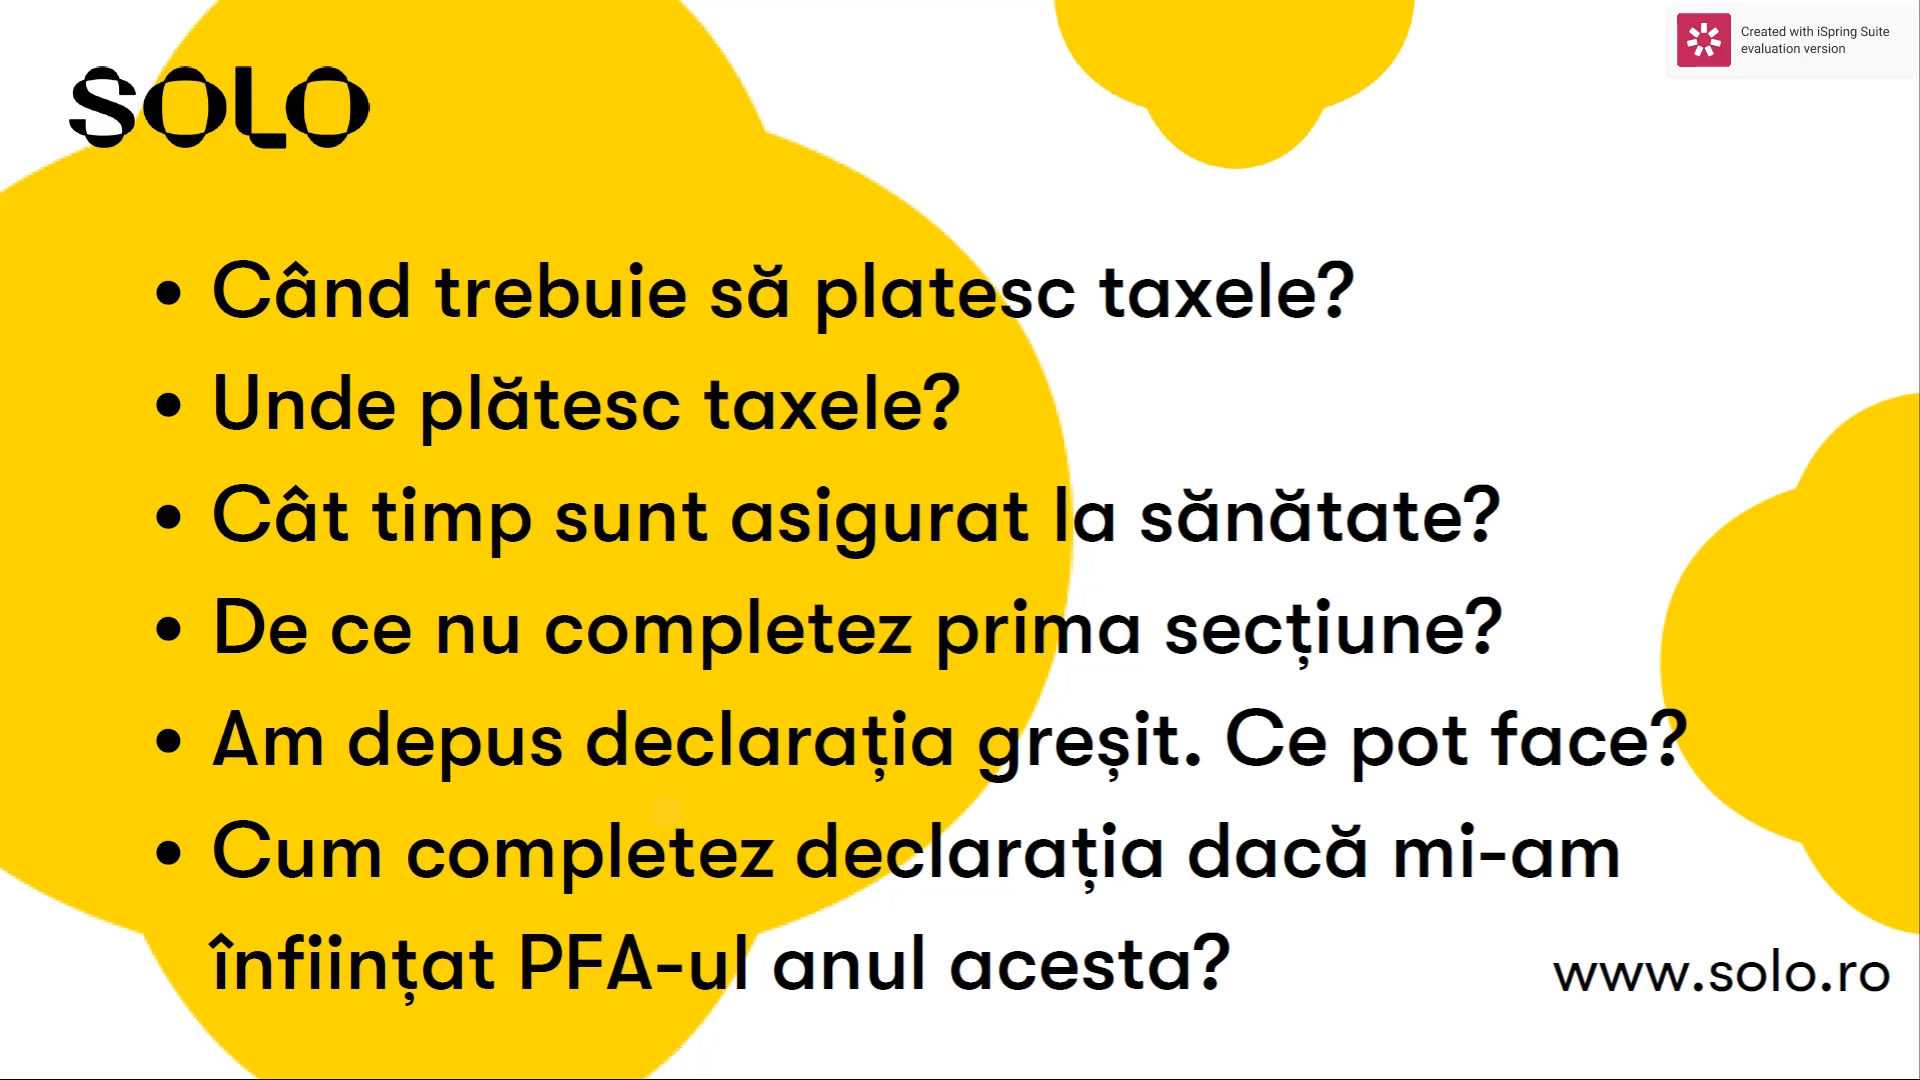 SOLO
Created with iSpring Suite
evaluation version
• Când trebuie să platesc taxele?
• Unde plătesc taxele?
• Cât timp sunt asigurat la sănătate?
• De ce nu completez prima secțiune?
• Am depus declarația greșit. Ce pot face?
• Cum completez declarația dacă mi-am
înființat PFA-ul anul acesta?
www.solo.ro